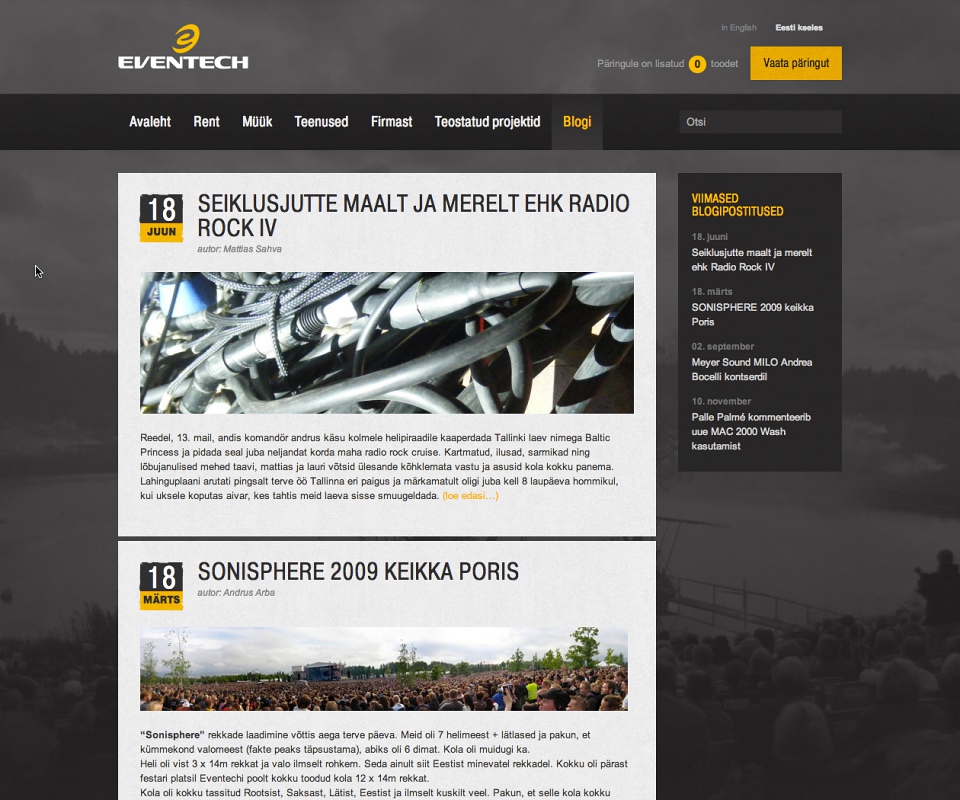 in English
Eesti keeles
EVENTECH
Päringule on lisatud 0 toodet
Vaata päringut
Avaleht
Rent
Müük
Teenused
Firmast
Teostatud projektid
Blogi
Otsi
18
JUUN
SEIKLUSJUTTE MAALT JA MERELT EHK RADIO
ROCK IV
autor: Mattias Sahva
Reedel, 13. mail, andis komandör andrus käsu kolmele helipiraadile kaaperdada Tallinki laev nimega Baltic
Princess ja pidada seal juba neljandat korda maha radio rock cruise. Kartmatud, ilusad, sarmikad ning
lõbujanulised mehed taavi, mattias ja lauri võtsid ülesande kõhklemata vastu ja asusid kola kokku panema.
Lahinguplaani arutati pingsalt terve öö Tallinna eri paigus ja märkamatult oligi juba kell 8 laupäeva hommikul,
kui uksele koputas aivar, kes tahtis meid laeva sisse smuugeldada. (loe edasi…)
18
MÄRTS
SONISPHERE 2009 KEIKKA PORIS
autor: Andrus Arba
“Sonisphere” rekkade laadimine võttis aega terve päeva. Meid oli 7 helimeest + lätlased ja pakun, et
kümmekond valomeest (fakte peaks täpsustama), abiks oli 6 dimat. Kola oli muidugi ka.
Heli oli vist 3 x 14m rekkat ja valo ilmselt rohkem. Seda ainult siit Eestist minevatel rekkadel. Kokku oli pärast
festari platsil Eventechi poolt kokku toodud kola 12 x 14m rekkat.
Kola oli kokku tassitud Rootsist, Saksast, Lätist, Eestist ja ilmselt kuskilt veel. Pakun, et selle kola kokku
VIIMASED
BLOGIPOSTITUSED
18. juuni
Seiklusjutte maalt ja merelt
ehk Radio Rock IV
18. märts
SONISPHERE 2009 keikka
Poris
02. september
Meyer Sound MILO Andrea
Bocelli kontserdil
10. november
Palle Palmé kommenteerib
uue MAC 2000 Wash
kasutamist